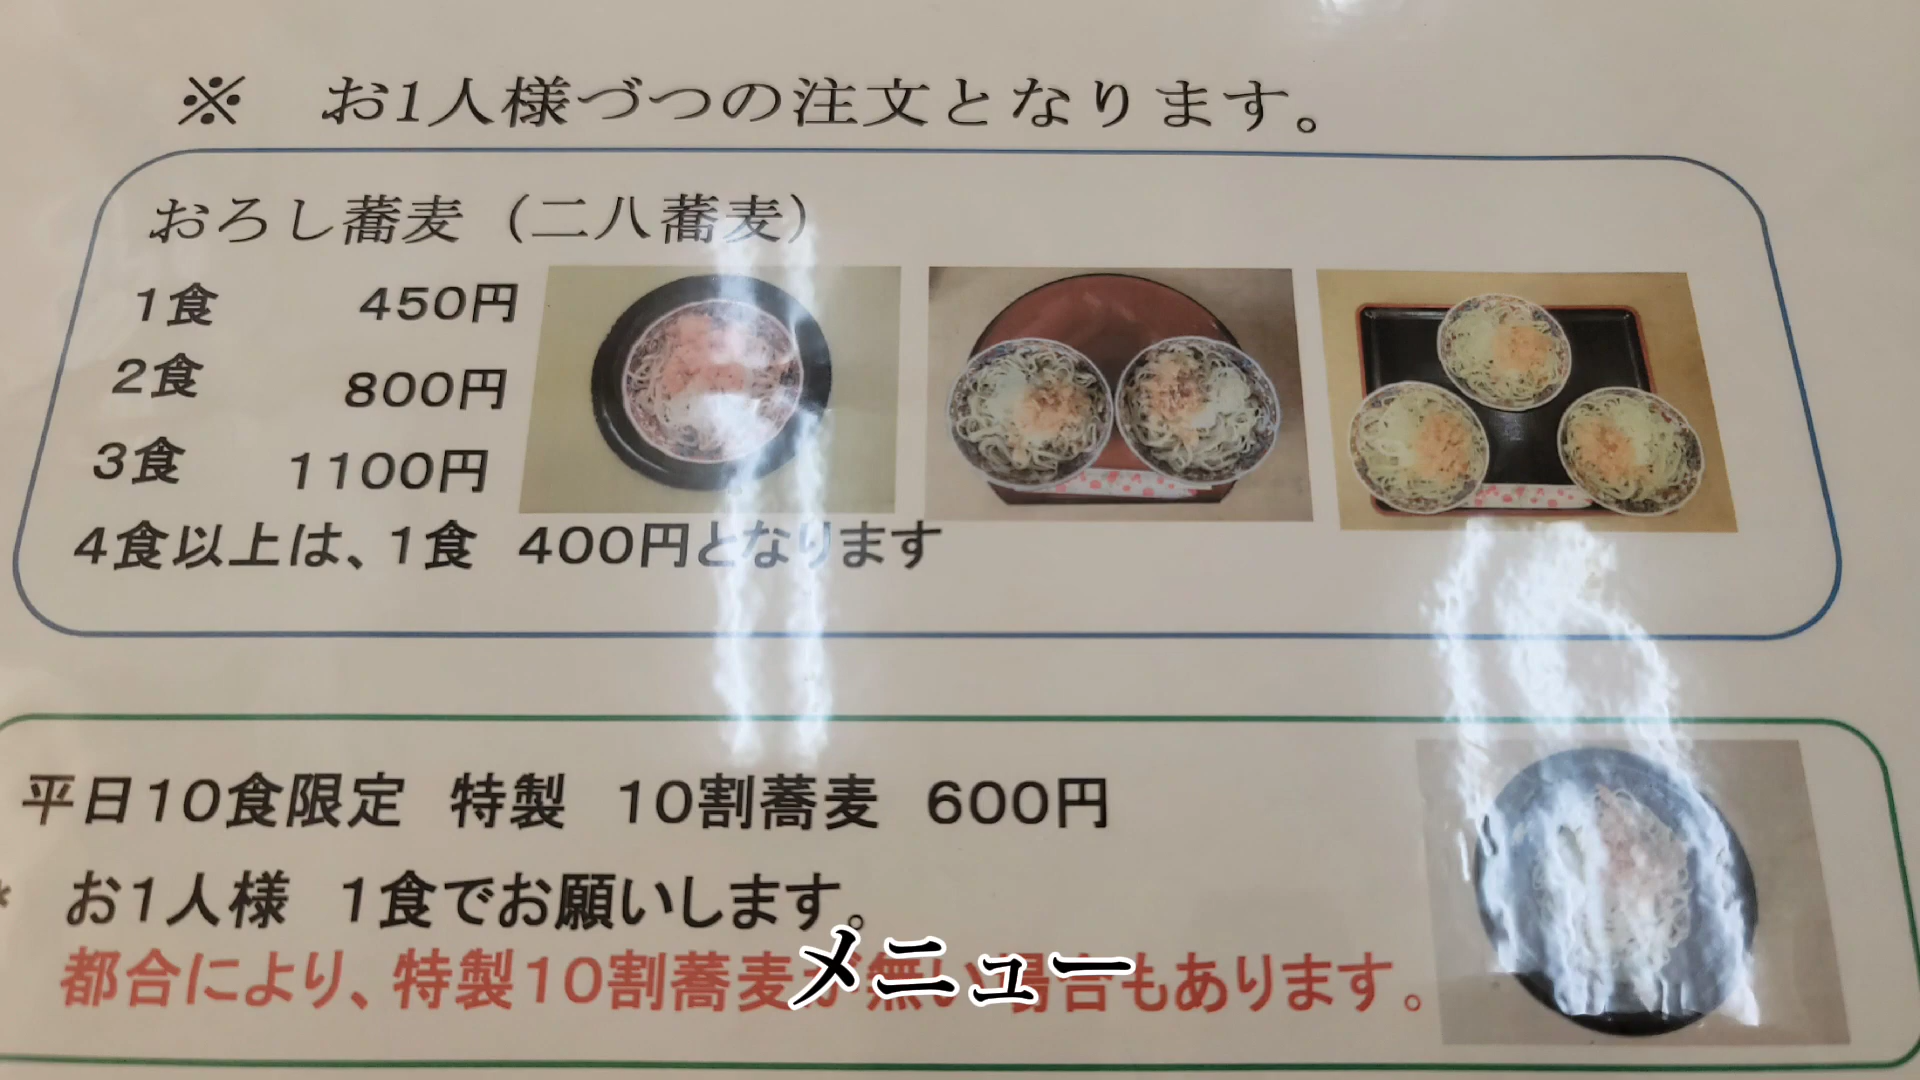 ※ お1人様づつの注文となります。
おろし蕎麦（二八蕎麦）
1食 450円
2食 800円
3食 1100円
4食以上は、1食 400円となります
平日10食限定 特製 10割蕎麦 600円
* お1人様 1食でお願いします。
都合により、特製10割蕎麦が無い場合もあります。
メニュー